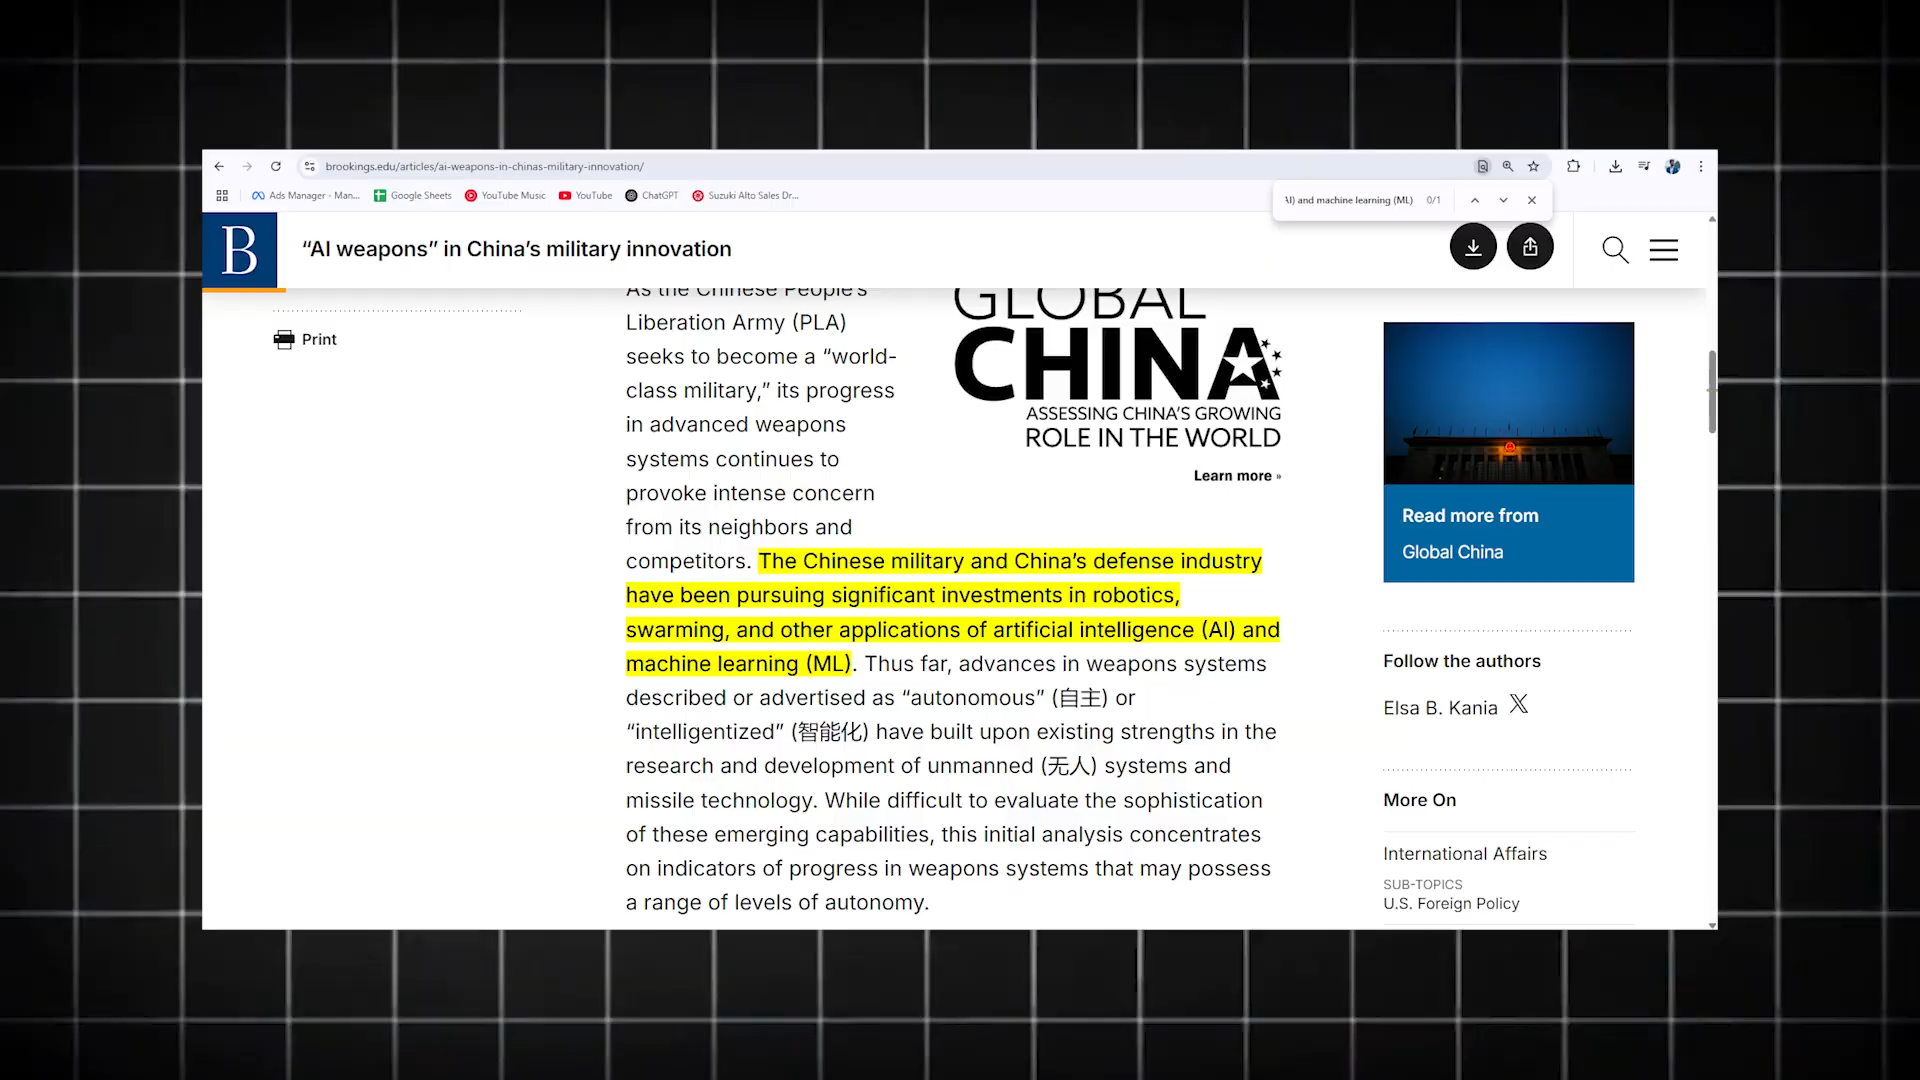 brookings.edu/articles/ai-weapons-in-chinas-military-innovation/
Ads Manager - Man...
Google Sheets
YouTube Music
YouTube
ChatGPT
Suzuki Alto Sales Dr...
and machine learning (ML)
0/1
B
“AI weapons” in China’s military innovation
Print
As the Chinese People’s
Liberation Army (PLA)
seeks to become a “world-
class military,” its progress
in advanced weapons
systems continues to
provoke intense concern
from its neighbors and
competitors. The Chinese military and China’s defense industry
have been pursuing significant investments in robotics,
swarming, and other applications of artificial intelligence (AI) and
machine learning (ML). Thus far, advances in weapons systems
described or advertised as “autonomous” (自主) or
“intelligentized” (智能化) have built upon existing strengths in the
research and development of unmanned (无人) systems and
missile technology. While difficult to evaluate the sophistication
of these emerging capabilities, this initial analysis concentrates
on indicators of progress in weapons systems that may possess
a range of levels of autonomy.
GLOBAL
CHINA
ASSESSING CHINA’S GROWING
ROLE IN THE WORLD
Learn more »
Read more from
Global China
Follow the authors
Elsa B. Kania
More On
International Affairs
SUB-TOPICS
U.S. Foreign Policy